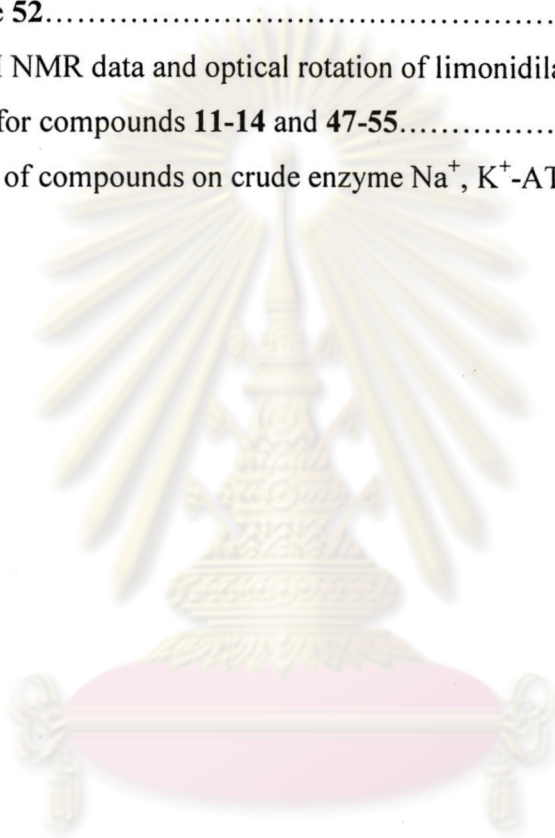 e 52..............................................
I NMR data and optical rotation of limonidila
for compounds 11-14 and 47-55..................
of compounds on crude enzyme Na⁺, K⁺-AT